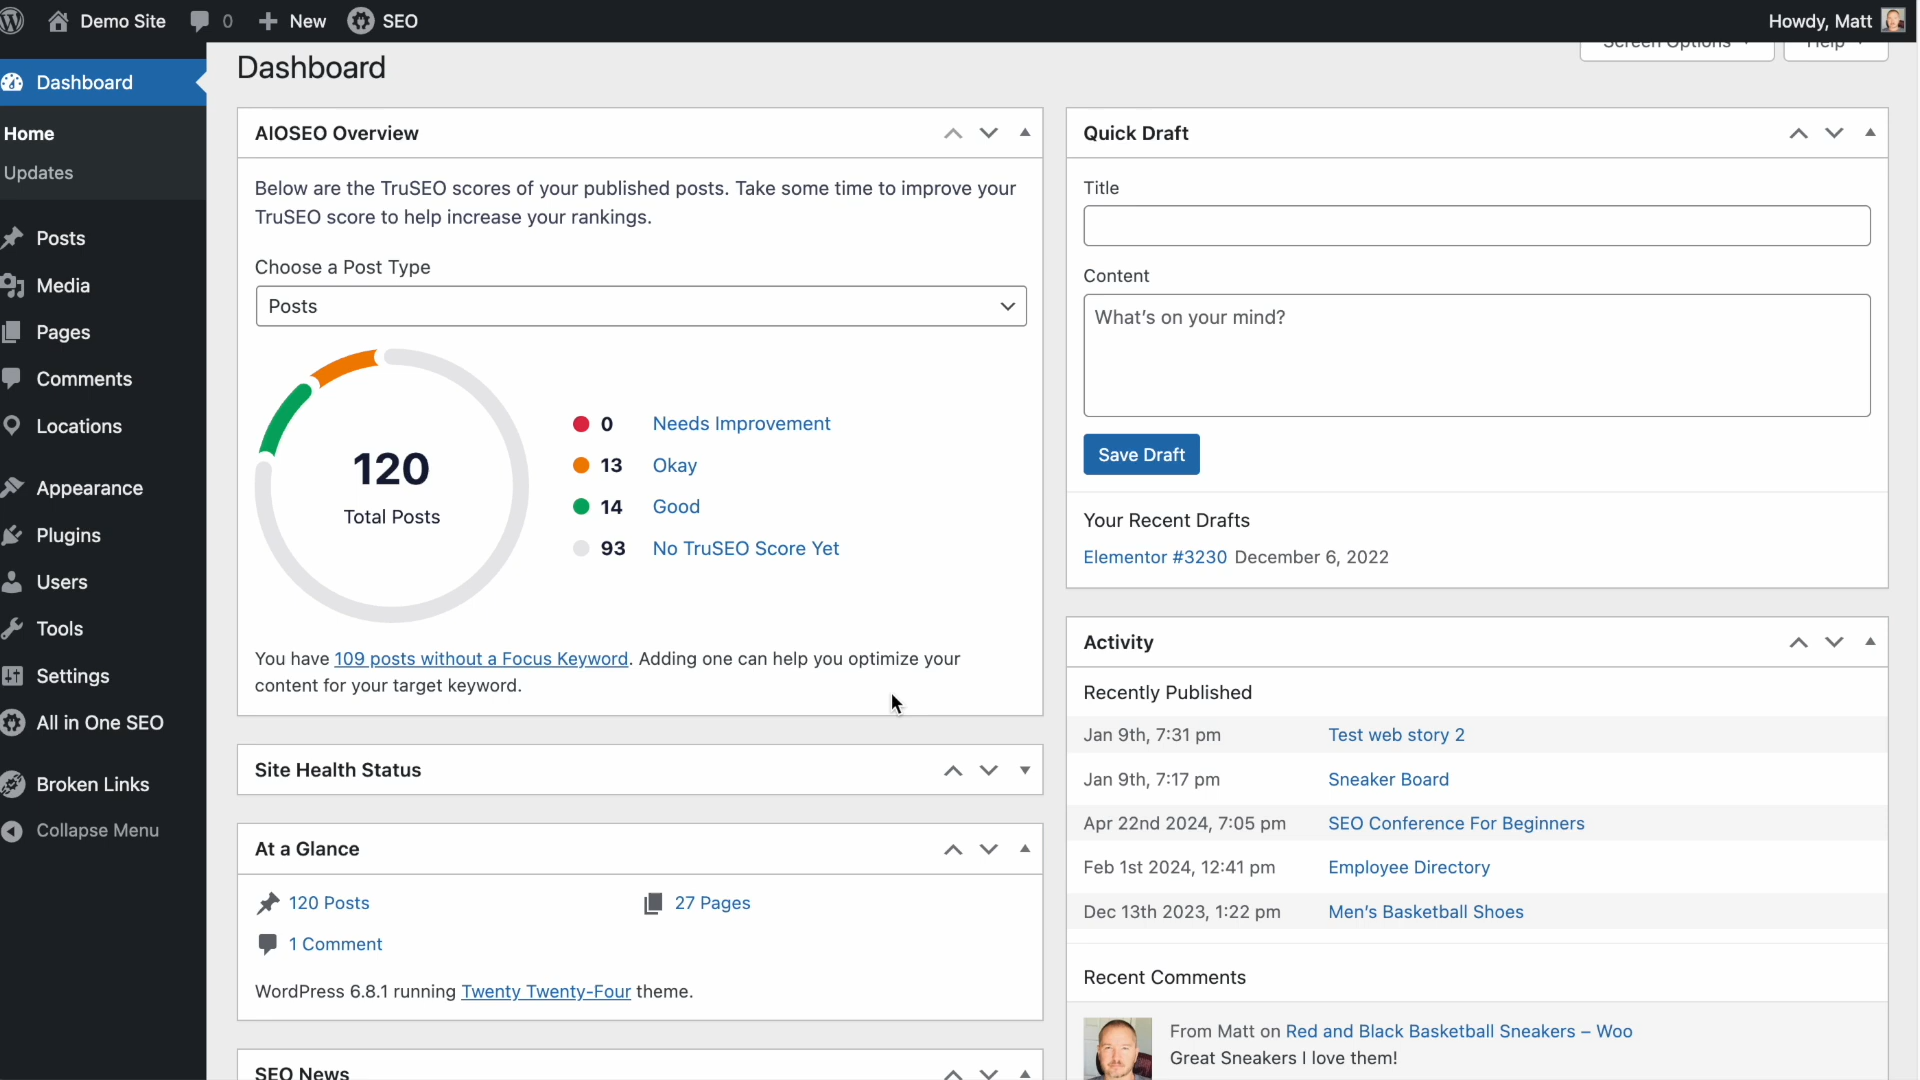 Demo Site
0
New
SEO
Howdy, Matt
Screen Options
Help
Dashboard
Home
Updates
Posts
Media
Pages
Comments
Locations
Appearance
Plugins
Users
Tools
Settings
All in One SEO
Broken Links
Collapse Menu
Dashboard
AIOSEO Overview
Below are the TruSEO scores of your published posts. Take some time to improve your
TruSEO score to help increase your rankings.
Choose a Post Type
Posts
120
Total Posts
0 Needs Improvement
13 Okay
14 Good
93 No TruSEO Score Yet
You have 109 posts without a Focus Keyword. Adding one can help you optimize your
content for your target keyword.
Site Health Status
At a Glance
120 Posts
27 Pages
1 Comment
WordPress 6.8.1 running Twenty Twenty-Four theme.
SEO News
Quick Draft
Title
Content
What's on your mind?
Save Draft
Your Recent Drafts
Elementor #3230 December 6, 2022
Activity
Recently Published
Jan 9th, 7:31 pm Test web story 2
Jan 9th, 7:17 pm Sneaker Board
Apr 22nd 2024, 7:05 pm SEO Conference For Beginners
Feb 1st 2024, 12:41 pm Employee Directory
Dec 13th 2023, 1:22 pm Men's Basketball Shoes
Recent Comments
From Matt on Red and Black Basketball Sneakers – Woo
Great Sneakers I love them!